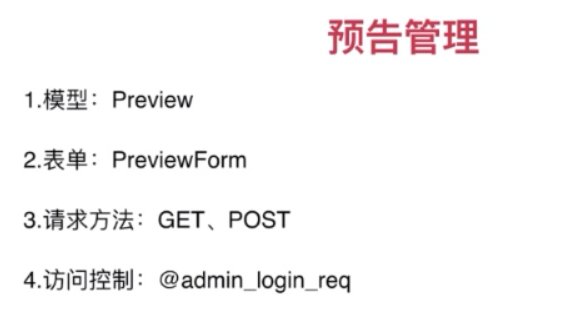 预告管理
1.模型：Preview
2.表单：PreviewForm
3.请求方法：GET、POST
4.访问控制：@admin_login_req